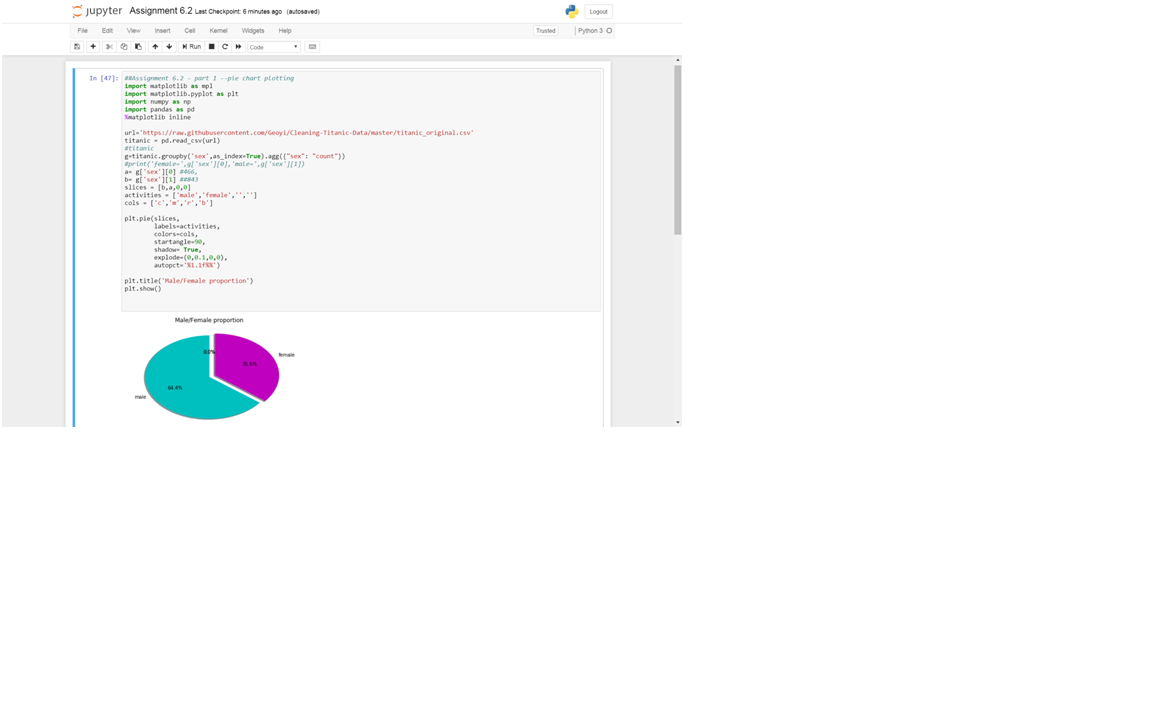 jupyter Assignment 6.2 Last Checkpoint: 6 minutes ago (autosaved)
Logout
File Edit View Insert Cell Kernel Widgets Help
Trusted
Python 3
Run
Code
In [47]: ##Assignment 6.2 - part 1 --pie chart plotting
import matplotlib as mpl
import matplotlib.pyplot as plt
import numpy as np
import pandas as pd
%matplotlib inline
url='https://raw.githubusercontent.com/Geoyi/Cleaning-Titanic-Data/master/titanic_original.csv'
titanic = pd.read_csv(url)
#titanic
g=titanic.groupby('sex',as_index=True).agg({"sex": "count"})
#print('female=',g['sex'][0],'male=',g['sex'][1])
a= g['sex'][0] #466,
b= g['sex'][1] ##843
slices = [b,a,0,0]
activities = ['male','female','','']
cols = ['c','m','r','b']
plt.pie(slices,
labels=activities,
colors=cols,
startangle=90,
shadow= True,
explode=(0,0.1,0,0),
autopct='%1.1f%%')
plt.title('Male/Female proportion')
plt.show()
Male/Female proportion
0.0%
female
35.6%
64.4%
male